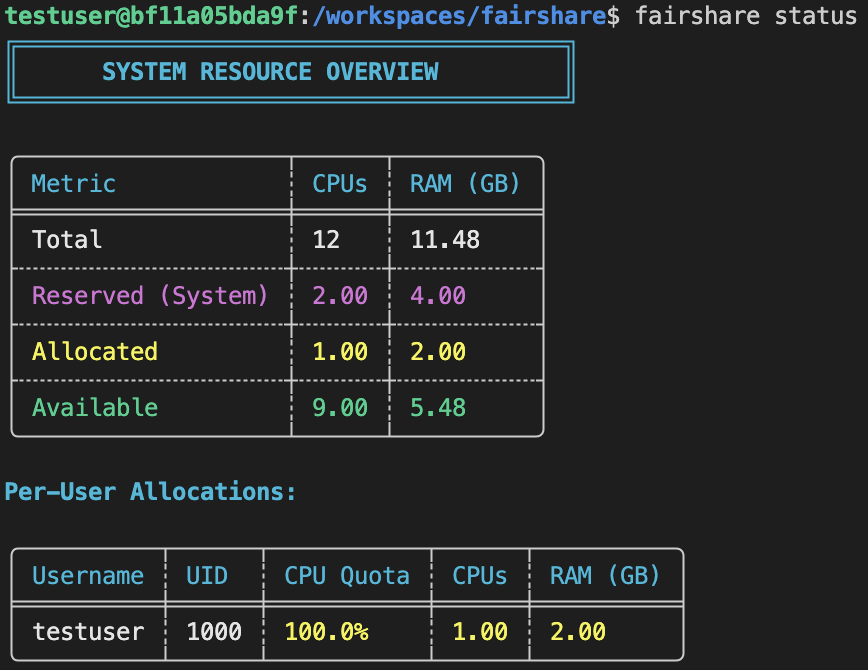 testuser@bf11a05bda9f:/workspaces/fairshare$ fairshare status
SYSTEM RESOURCE OVERVIEW
Metric CPUs RAM (GB)
Total 12 11.48
Reserved (System) 2.00 4.00
Allocated 1.00 2.00
Available 9.00 5.48
Per-User Allocations:
Username UID CPU Quota CPUs RAM (GB)
testuser 1000 100.0% 1.00 2.00